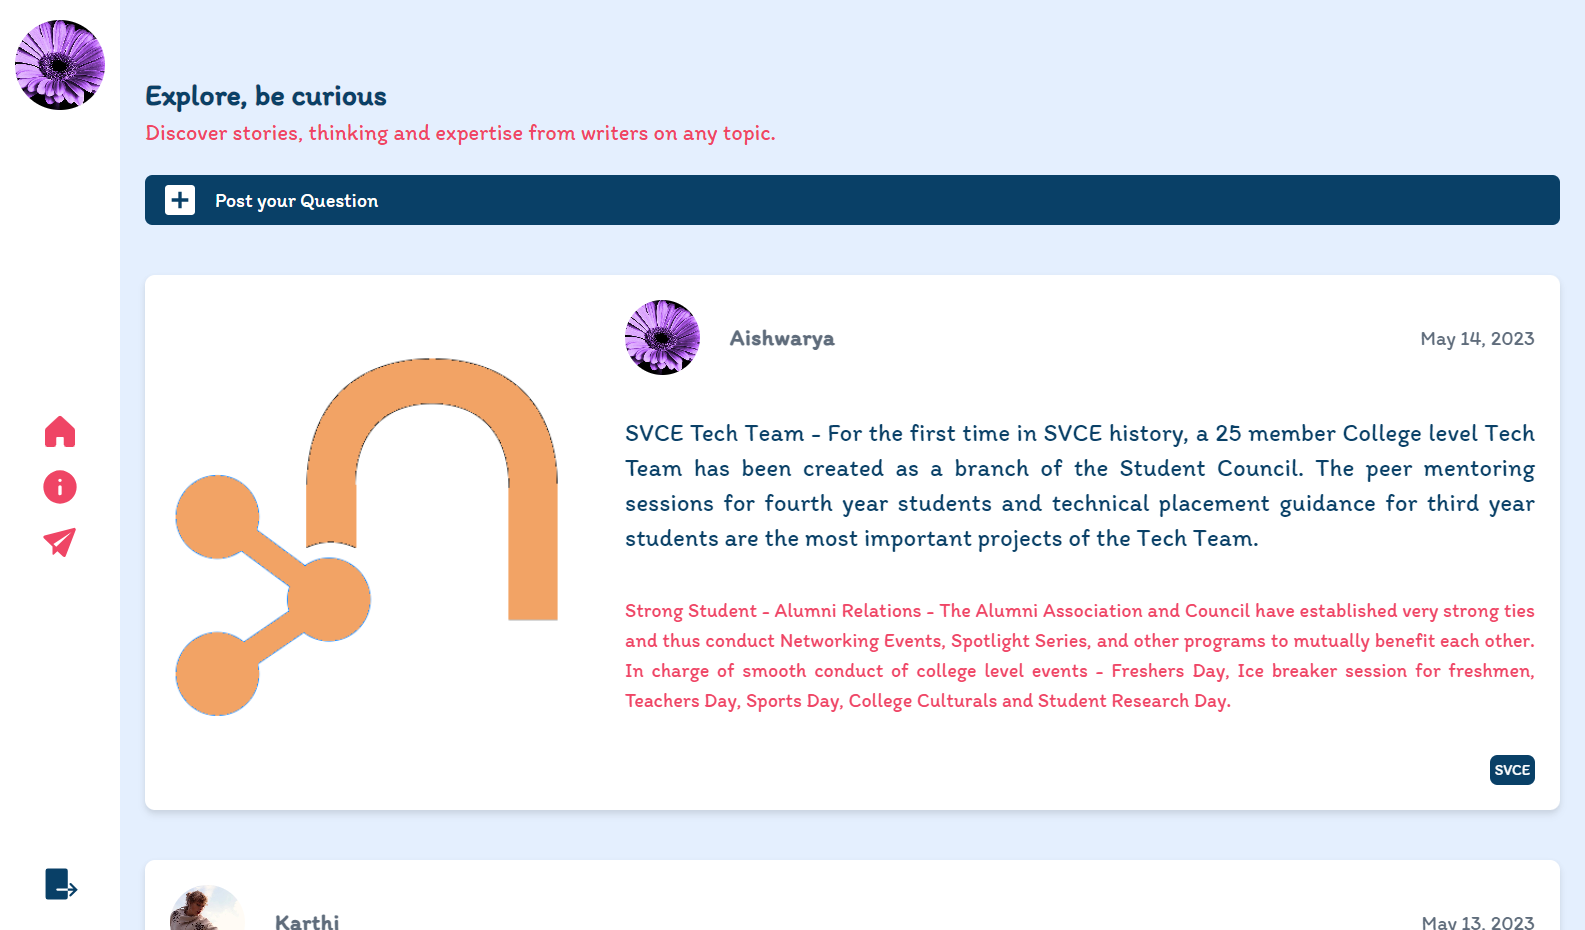 Explore, be curious
Discover stories, thinking and expertise from writers on any topic.
Post your Question
Aishwarya
May 14, 2023
SVCE Tech Team - For the first time in SVCE history, a 25 member College level Tech
Team has been created as a branch of the Student Council. The peer mentoring
sessions for fourth year students and technical placement guidance for third year
students are the most important projects of the Tech Team.
Strong Student - Alumni Relations - The Alumni Association and Council have established very strong ties
and thus conduct Networking Events, Spotlight Series, and other programs to mutually benefit each other.
In charge of smooth conduct of college level events - Freshers Day, Ice breaker session for freshmen,
Teachers Day, Sports Day, College Culturals and Student Research Day.
SVCE
Karthi
May 13, 2023